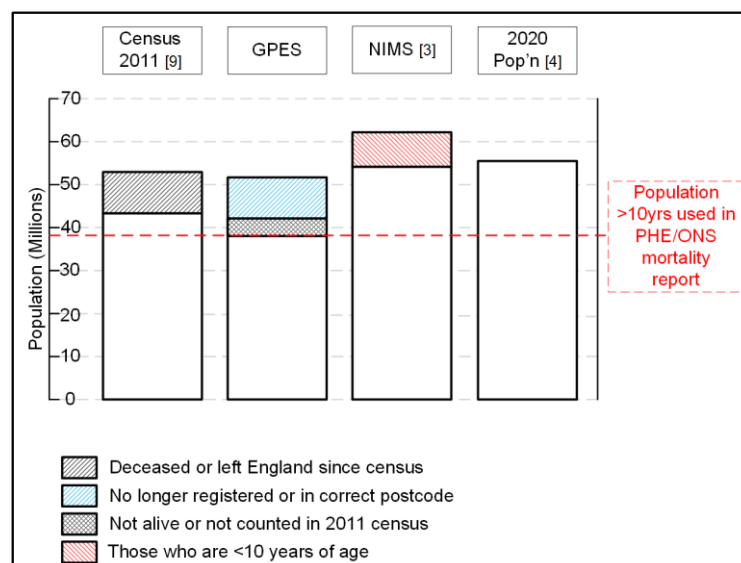 Census
2011 [9]
GPES
NIMS [3]
2020
Pop'n [4]
Population (Millions)
70
60
50
40
30
20
10
0
Population
>10yrs used in
PHE/ONS
mortality
report
Deceased or left England since census
No longer registered or in correct postcode
Not alive or not counted in 2011 census
Those who are <10 years of age